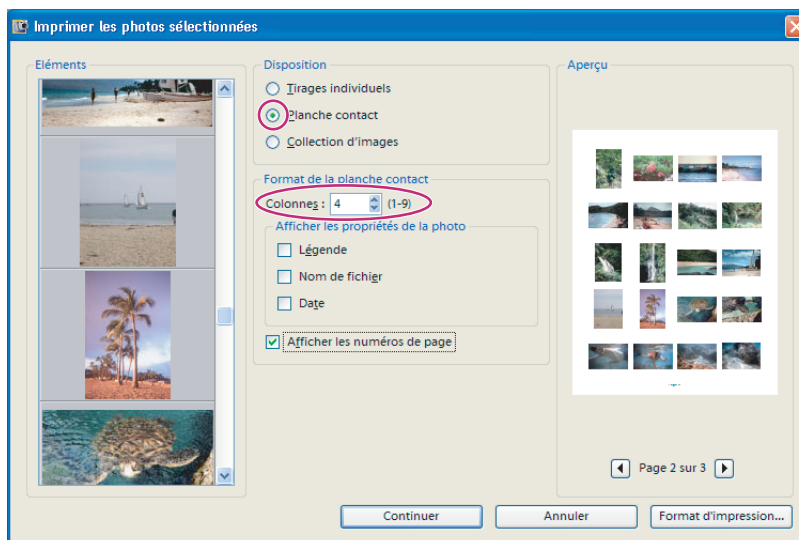 Imprimer les photos sélectionnées
Eléments
Disposition
Tirages individuels
Planche contact
Collection d'images
Format de la planche contact
Colonnes : 4 (1-9)
Afficher les propriétés de la photo
Légende
Nom de fichier
Date
Afficher les numéros de page
Aperçu
Page 2 sur 3
Continuer
Annuler
Format d'impression...